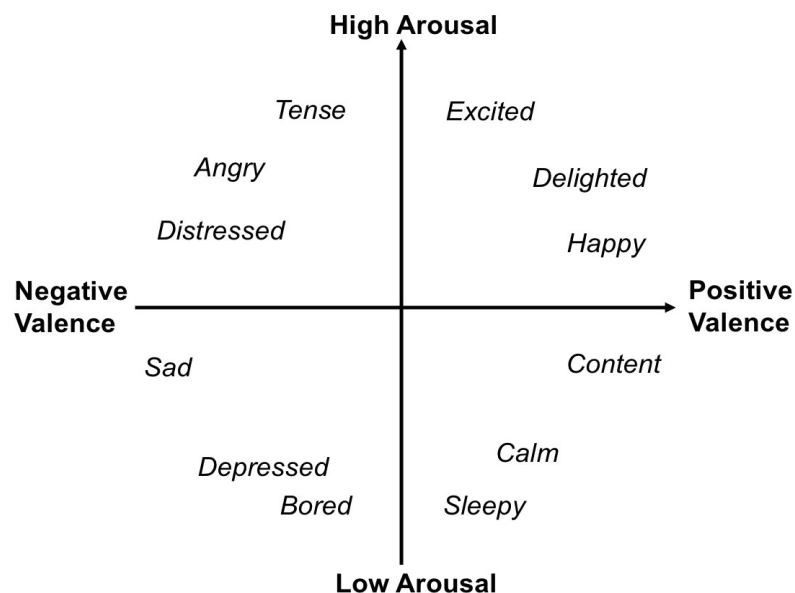 High Arousal
Tense
Excited
Angry
Delighted
Distressed
Happy
Negative
Valence
Positive
Valence
Sad
Content
Calm
Depressed
Bored
Sleepy
Low Arousal